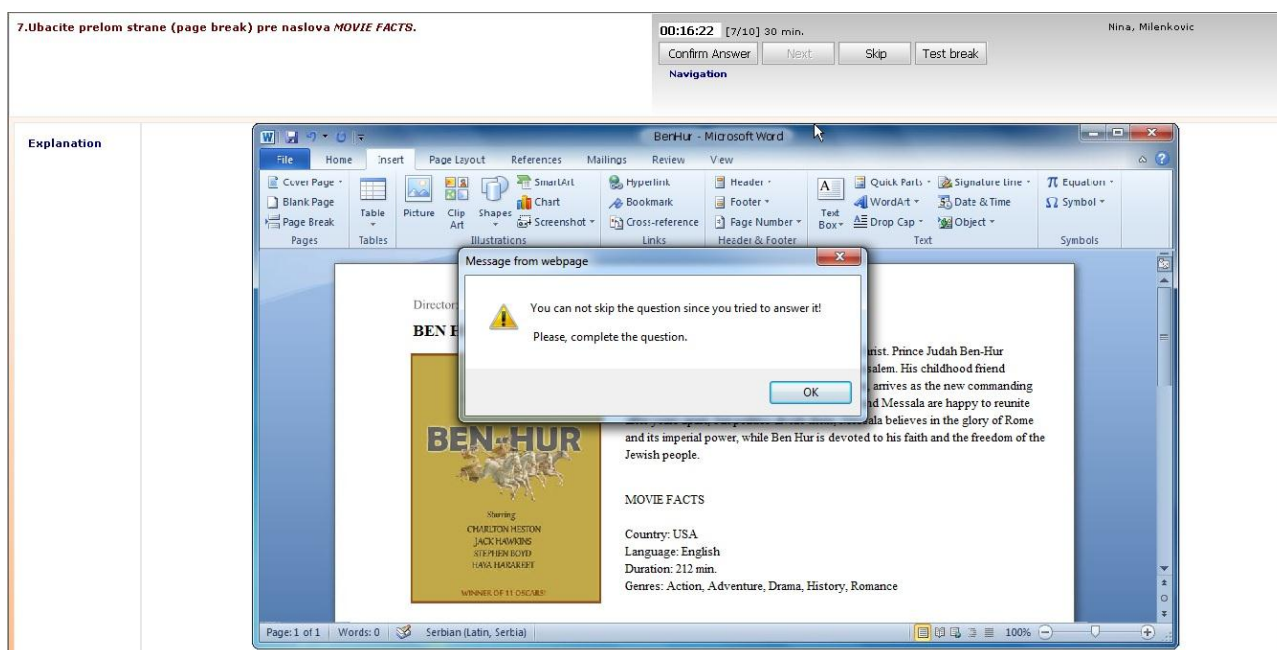 7.Ubacite prelom strane (page break) pre naslova MOVIE FACTS.
00:16:22 [7/10] 30 min.
Nina, Milenkovic
Confirm Answer Next Skip Test break
Navigation
Explanation
BenHur - Microsoft Word
File Home Insert Page Layout References Mailings Review View
Cover Page
Blank Page
Page Break
Pages
Table
Tables
Picture
Clip Art
Shapes
SmartArt
Chart
Screenshot
Illustrations
Hyperlink
Bookmark
Cross-reference
Links
Header
Footer
Page Number
Header & Footer
Text Box
Quick Parts
WordArt
Drop Cap
Signature Line
Date & Time
Object
Text
Equation
Symbol
Symbols
Message from webpage
You can not skip the question since you tried to answer it!
Please, complete the question.
OK
Director:
BEN H
rist. Prince Judah Ben-Hur
salem. His childhood friend
, arrives as the new commanding
nd Messala are happy to reunite
ala believes in the glory of Rome
and its imperial power, while Ben Hur is devoted to his faith and the freedom of the
Jewish people.
MOVIE FACTS
Country: USA
Language: English
Duration: 212 min.
Genres: Action, Adventure, Drama, History, Romance
BEN-HUR
Starring
CHARLTON HESTON
JACK HAWKINS
STEPHEN BOYD
HAYA HARAREET
WINNER OF 11 OSCARS!
Page: 1 of 1 Words: 0 Serbian (Latin, Serbia) 100%